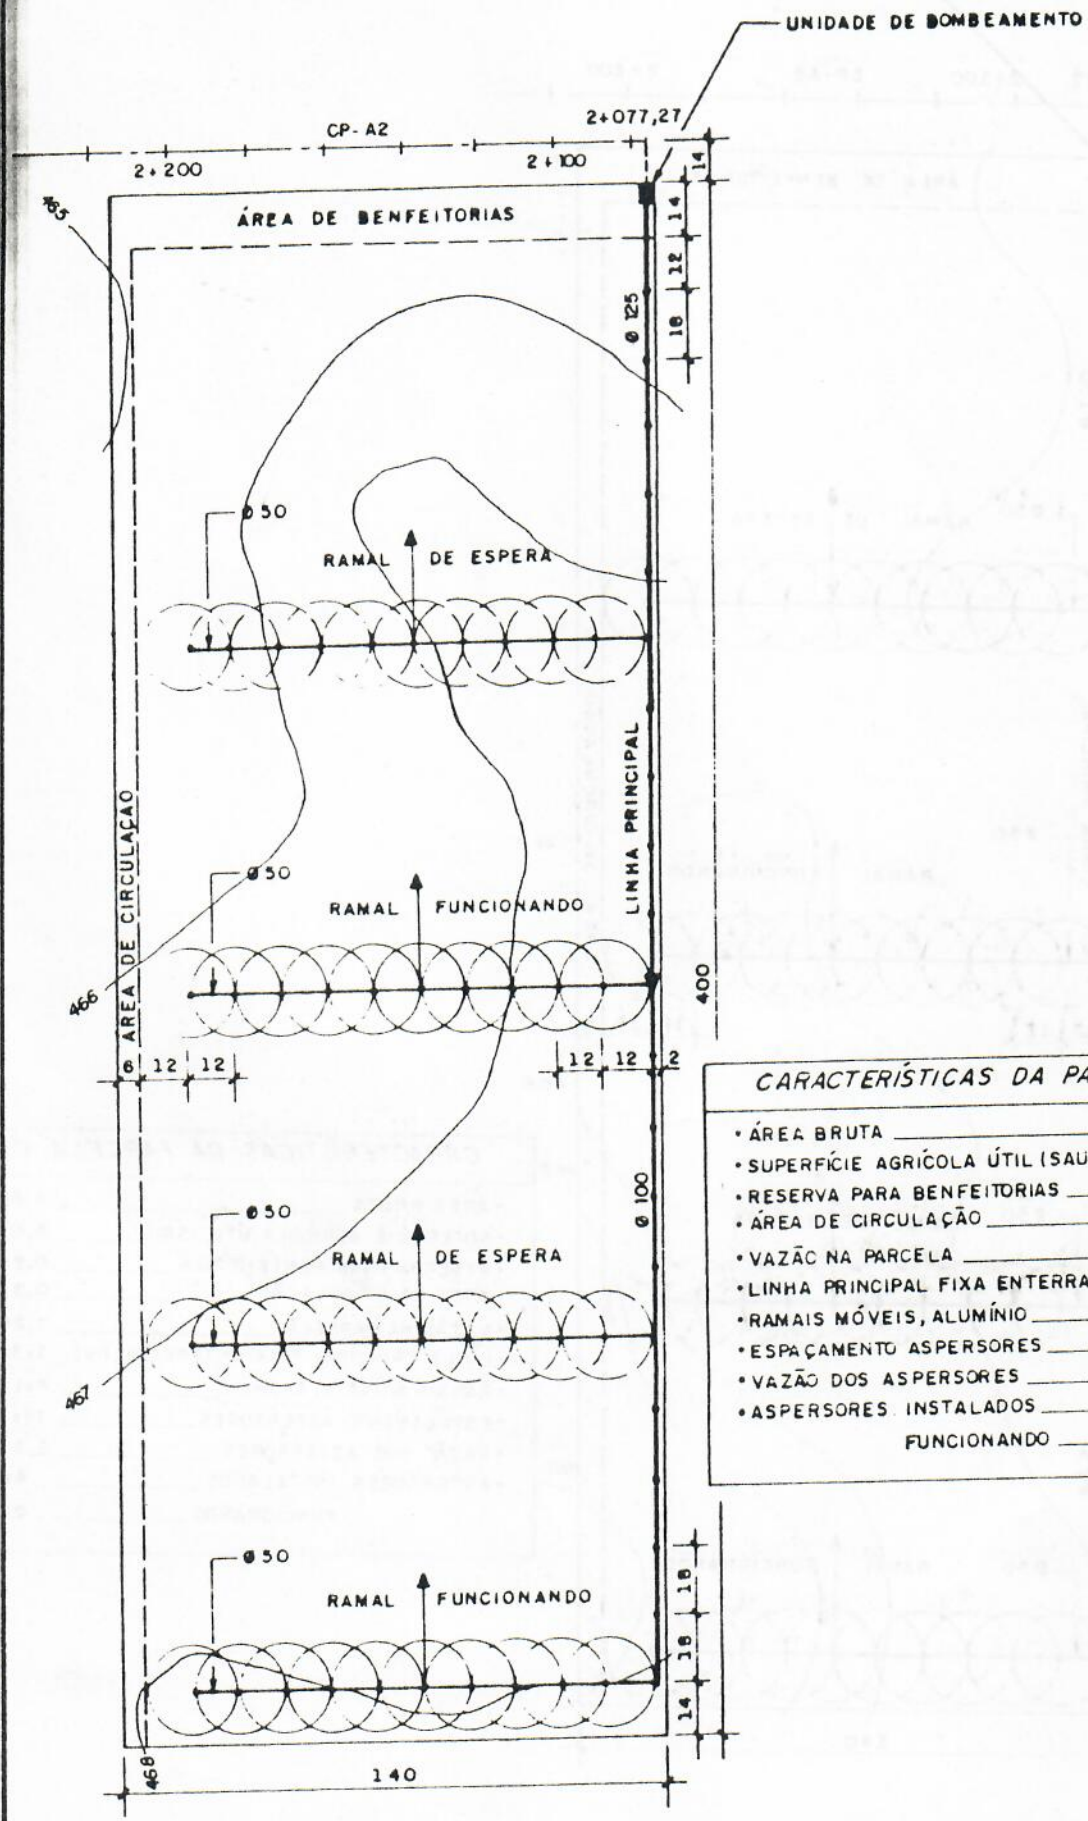 UNIDADE DE BOMBEAMENTO
CP-A2
2+077,27
2+200
2+100
14
465
ÁREA DE BENFEITORIAS
14
12
18
Ø 125
Ø 50
RAMAL DE ESPERA
LINHA PRINCIPAL
ÁREA DE CIRCULAÇÃO
Ø 50
RAMAL FUNCIONANDO
466
400
6 12 12
12 12 2
CARACTERÍSTICAS DA PA
• ÁREA BRUTA
• SUPERFÍCIE AGRÍCOLA ÚTIL (SAU
• RESERVA PARA BENFEITORIAS
• ÁREA DE CIRCULAÇÃO
• VAZÃO NA PARCELA
• LINHA PRINCIPAL FIXA ENTERRA
• RAMAIS MÓVEIS, ALUMÍNIO
• ESPAÇAMENTO ASPERSORES
• VAZÃO DOS ASPERSORES
• ASPERSORES INSTALADOS
FUNCIONANDO
Ø 100
Ø 50
RAMAL DE ESPERA
467
Ø 50
RAMAL FUNCIONANDO
18
18
14
468
140